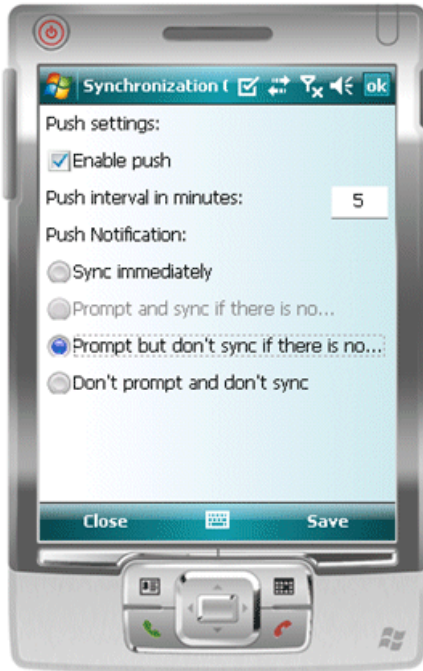 Synchronization (
ok
Push settings:
Enable push
Push interval in minutes:
5
Push Notification:
Sync immediately
Prompt and sync if there is no...
Prompt but don't sync if there is no...
Don't prompt and don't sync
Close
Save